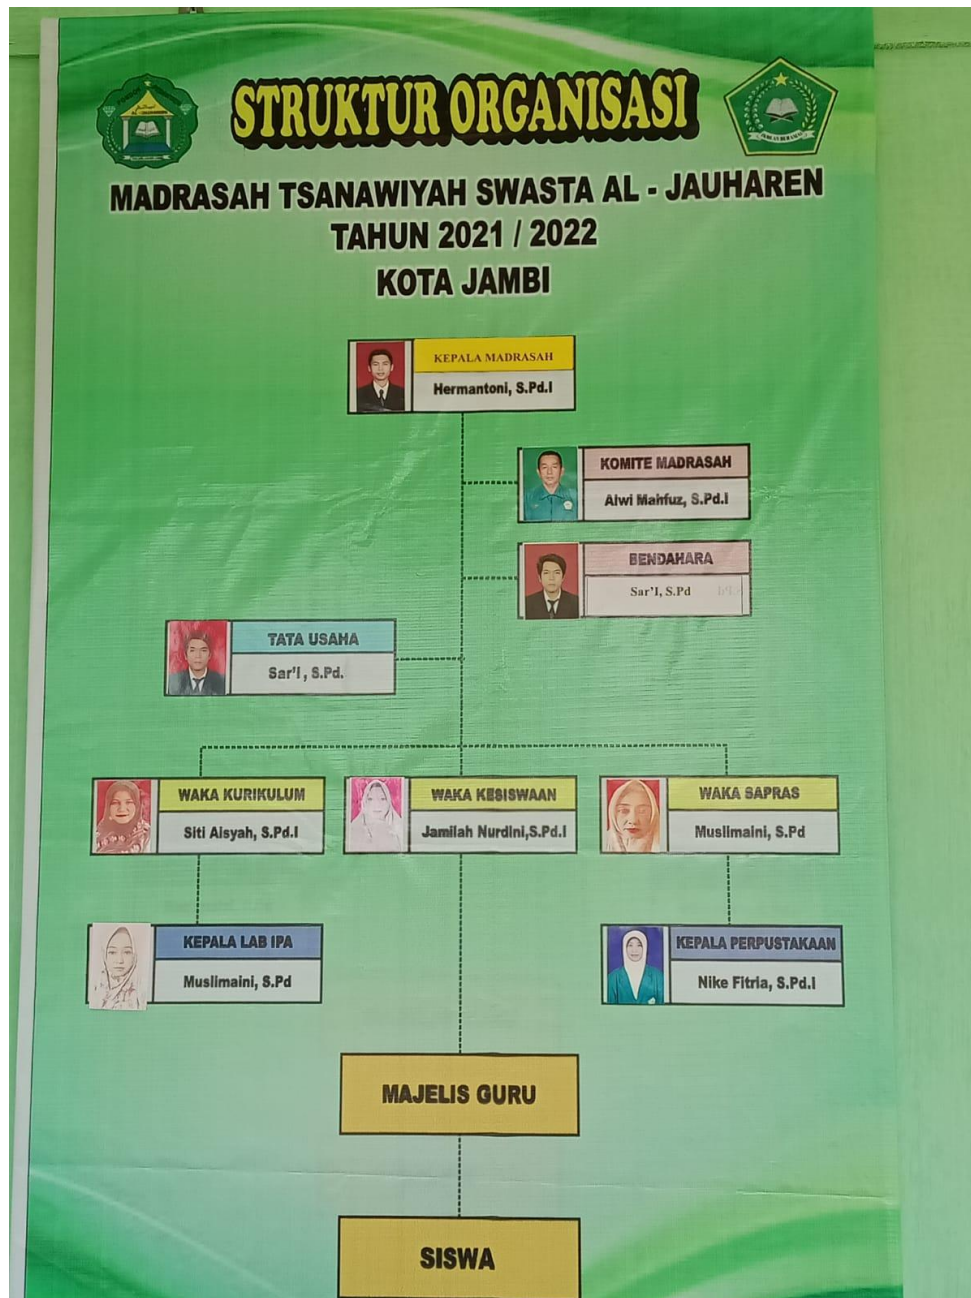 STRUKTUR ORGANISASI
MADRASAH TSANAWIYAH SWASTA AL - JAUHAREN
TAHUN 2021 / 2022
KOTA JAMBI
KEPALA MADRASAH
Hermantoni, S.Pd.I
KOMITE MADRASAH
Alwi Mahfuz, S.Pd.I
BENDAHARA
Sar'I, S.Pd
TATA USAHA
Sar'I , S.Pd.
WAKA KURIKULUM
Siti Aisyah, S.Pd.I
WAKA KESISWAAN
Jamilah Nurdini,S.Pd.I
WAKA SAPRAS
Muslimaini, S.Pd
KEPALA LAB IPA
Muslimaini, S.Pd
KEPALA PERPUSTAKAAN
Nike Fitria, S.Pd.I
MAJELIS GURU
SISWA